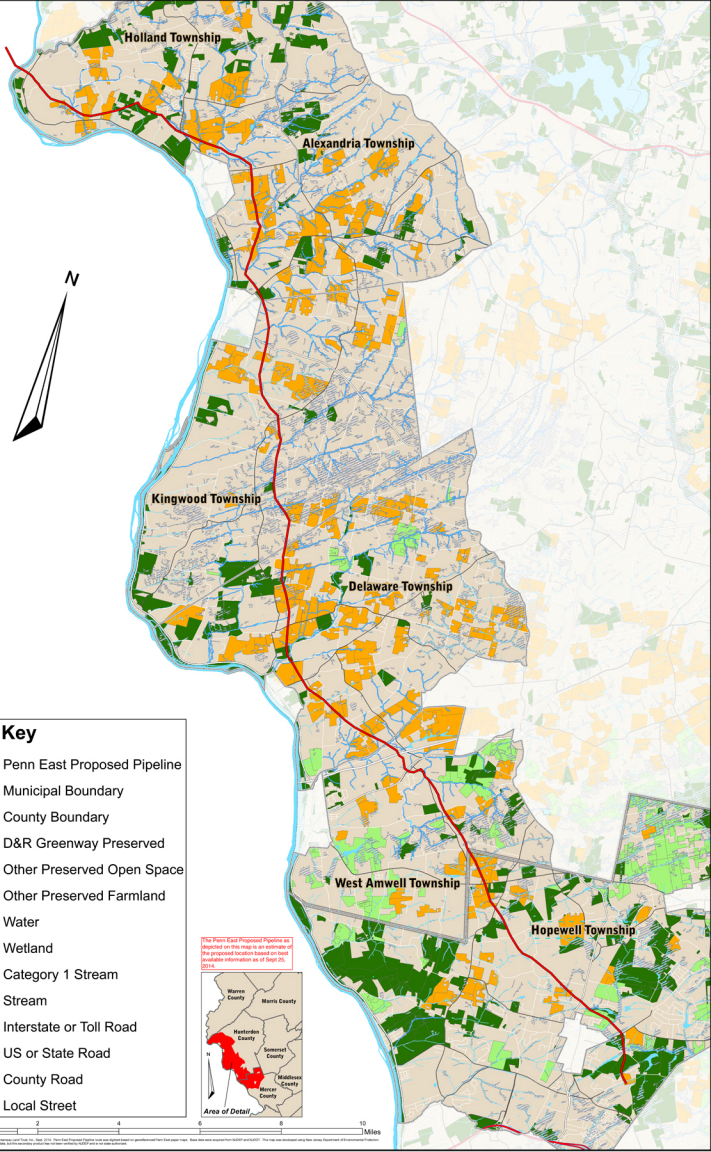 Holland Township
Alexandria Township
N
Kingwood Township
Delaware Township
Key
Penn East Proposed Pipeline
Municipal Boundary
County Boundary
D&R Greenway Preserved
Other Preserved Open Space
Other Preserved Farmland
Water
Wetland
Category 1 Stream
Stream
Interstate or Toll Road
US or State Road
County Road
Local Street
West Amwell Township
Hopewell Township
The Penn East Proposed Pipeline as
depicted on this map is an estimate of
the proposed location based on best
available information as of Sept 25,
2014.
Warren
County
Morris County
Hunterdon
County
Somerset
County
Middlesex
County
Mercer
County
N
Area of Detail
2 4 6 8 10
Miles